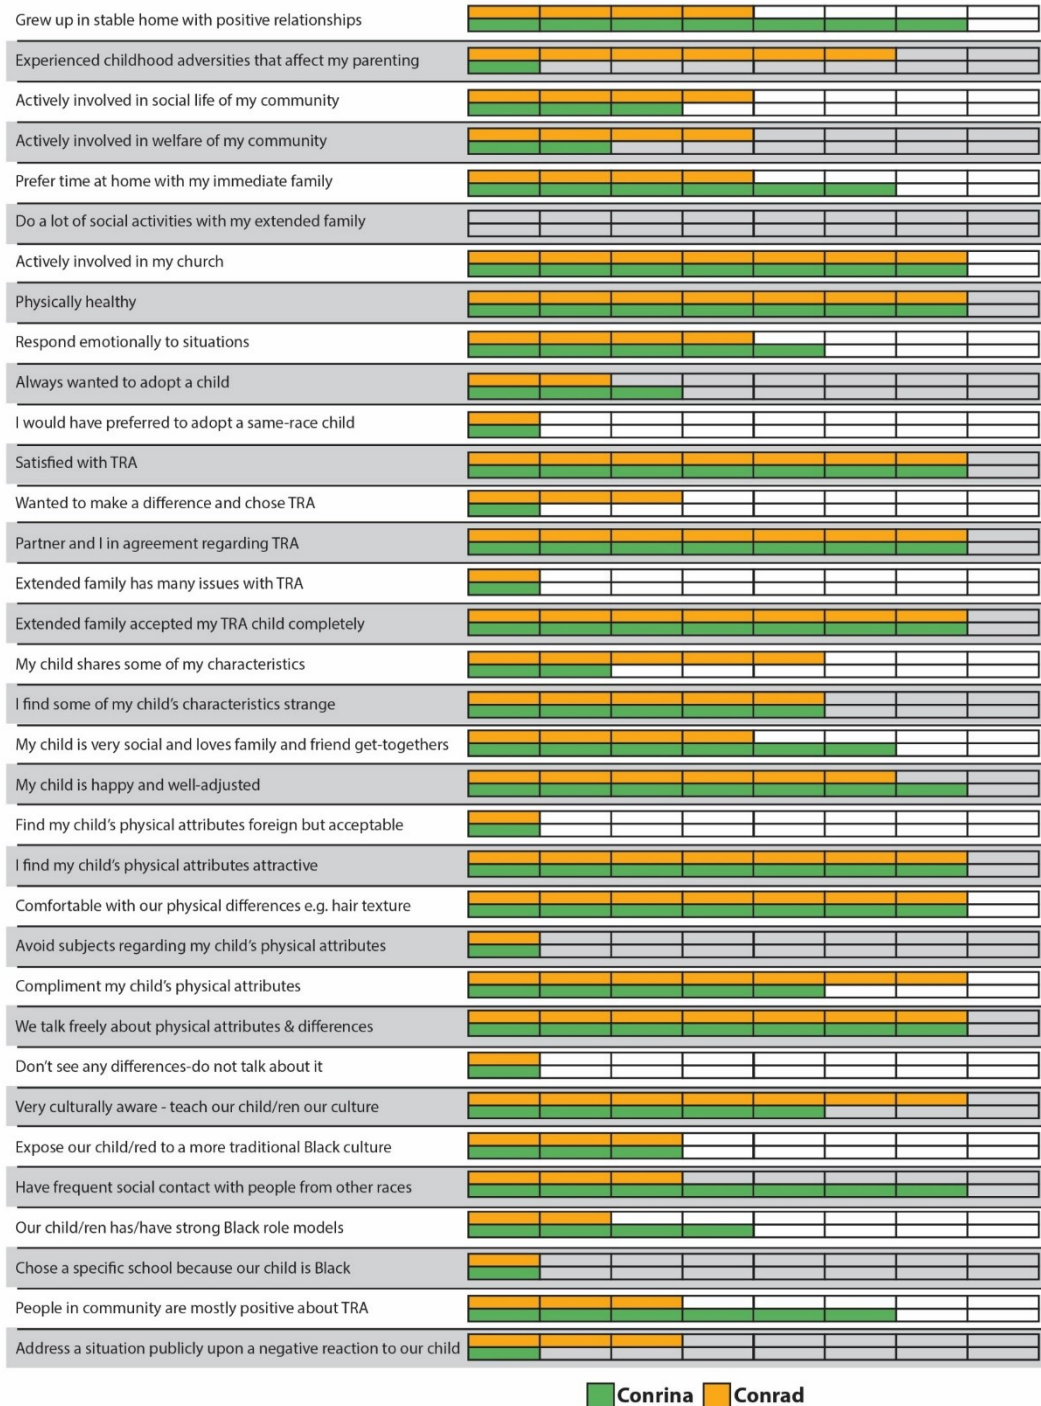 Grew up in stable home with positive relationships
Experienced childhood adversities that affect my parenting
Actively involved in social life of my community
Actively involved in welfare of my community
Prefer time at home with my immediate family
Do a lot of social activities with my extended family
Actively involved in my church
Physically healthy
Respond emotionally to situations
Always wanted to adopt a child
I would have preferred to adopt a same-race child
Satisfied with TRA
Wanted to make a difference and chose TRA
Partner and I in agreement regarding TRA
Extended family has many issues with TRA
Extended family accepted my TRA child completely
My child shares some of my characteristics
I find some of my child's characteristics strange
My child is very social and loves family and friend get-togethers
My child is happy and well-adjusted
Find my child's physical attributes foreign but acceptable
I find my child's physical attributes attractive
Comfortable with our physical differences e.g. hair texture
Avoid subjects regarding my child's physical attributes
Compliment my child's physical attributes
We talk freely about physical attributes & differences
Don't see any differences-do not talk about it
Very culturally aware - teach our child/ren our culture
Expose our child/red to a more traditional Black culture
Have frequent social contact with people from other races
Our child/ren has/have strong Black role models
Chose a specific school because our child is Black
People in community are mostly positive about TRA
Address a situation publicly upon a negative reaction to our child
Conrina Conrad